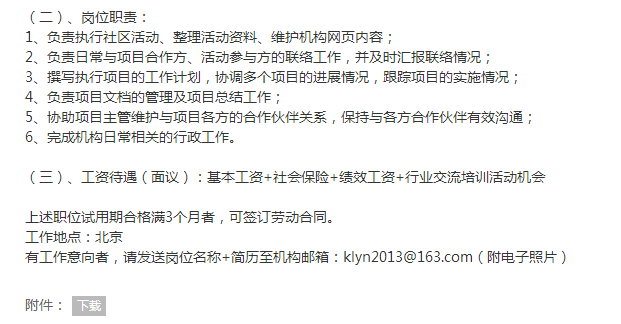 （二）、岗位职责：
1、负责执行社区活动、整理活动资料、维护机构网页内容；
2、负责日常与项目合作方、活动参与方的联络工作，并及时汇报联络情况；
3、撰写执行项目的工作计划，协调多个项目的进展情况，跟踪项目的实施情况；
4、负责项目文档的管理及项目总结工作；
5、协助项目主管维护与项目各方的合作伙伴关系，保持与各方合作伙伴有效沟通；
6、完成机构日常相关的行政工作。
（三）、工资待遇（面议）：基本工资+社会保险+绩效工资+行业交流培训活动机会
上述职位试用期合格满3个月者，可签订劳动合同。
工作地点：北京
有工作意向者，请发送岗位名称+简历至机构邮箱：klyn2013@163.com（附电子照片）
附件： 下载